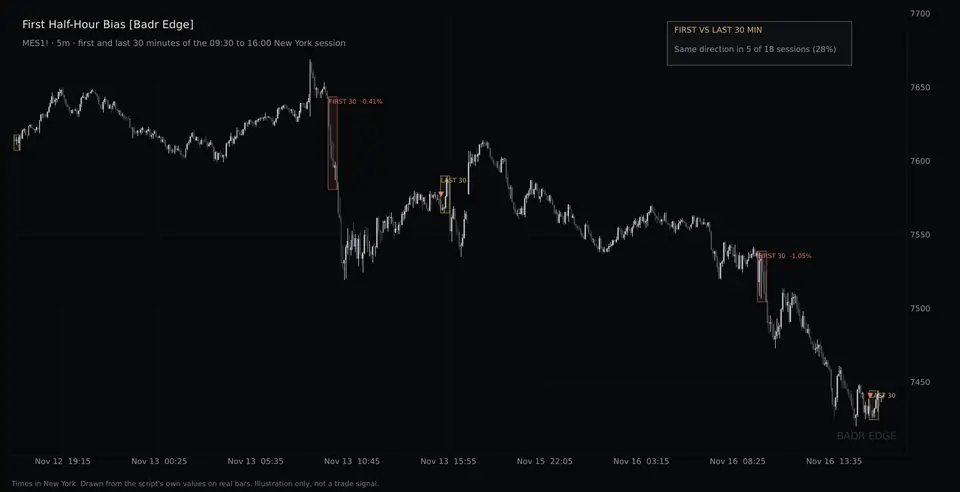 First Half-Hour Bias [Badr Edge]
MES1! · 5m · first and last 30 minutes of the 09:30 to 16:00 New York session
FIRST VS LAST 30 MIN
Same direction in 5 of 18 sessions (28%)
7700
7650
7600
7550
7500
7450
FIRST 30 -0.41%
LAST 30
FIRST 30 -1.05%
LAST 30
BADR EDGE
Nov 12 19:15
Nov 13 00:25
Nov 13 05:35
Nov 13 10:45
Nov 13 15:55
Nov 15 22:05
Nov 16 03:15
Nov 16 08:25
Nov 16 13:35
Times in New York. Drawn from the script's own values on real bars. Illustration only, not a trade signal.